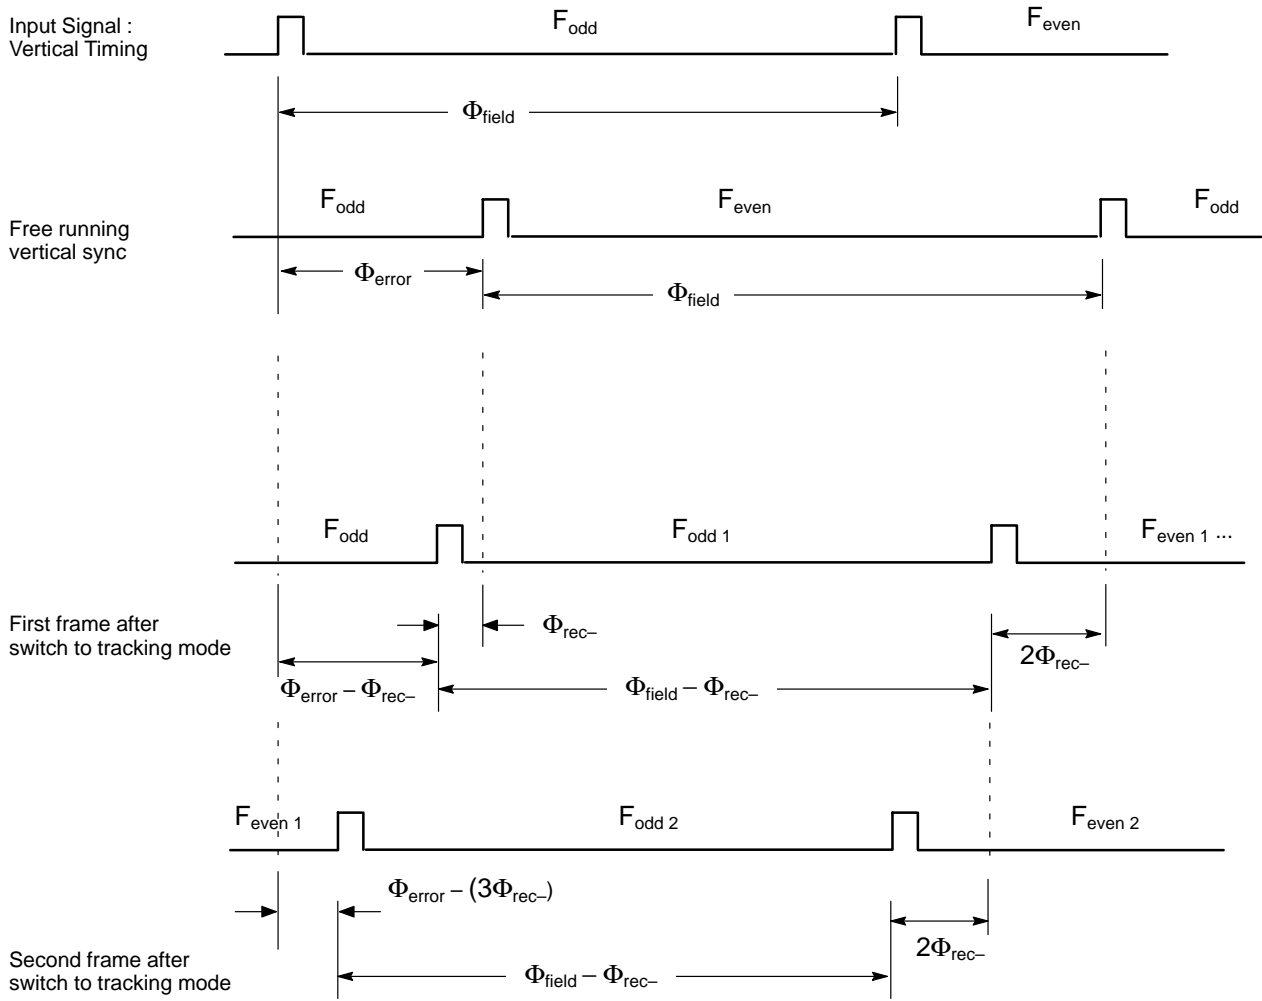 Input Signal :
Vertical Timing
F_odd
F_even
Φ_field
Free running
vertical sync
F_odd
F_even
F_odd
Φ_error
Φ_field
F_odd
F_odd 1
F_even 1 ...
First frame after
switch to tracking mode
Φ_rec–
2Φ_rec–
Φ_error – Φ_rec–
Φ_field – Φ_rec–
F_even 1
F_odd 2
F_even 2
Φ_error – (3Φ_rec–)
2Φ_rec–
Second frame after
switch to tracking mode
Φ_field – Φ_rec–